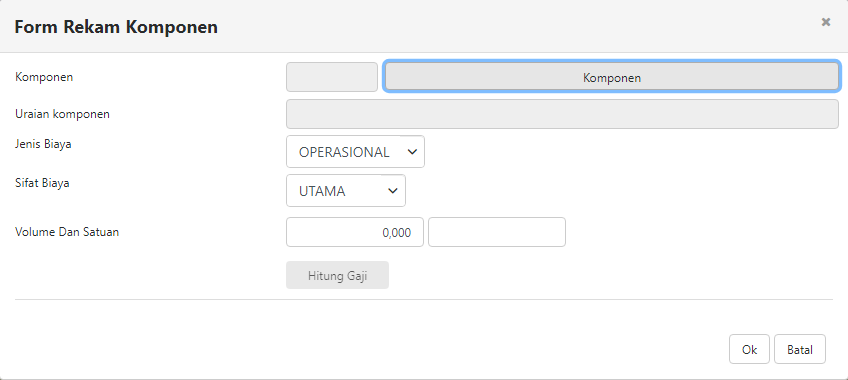 Form Rekam Komponen
×
Komponen
Komponen
Uraian komponen
Jenis Biaya
OPERASIONAL
Sifat Biaya
UTAMA
Volume Dan Satuan
0,000
Hitung Gaji
Ok
Batal